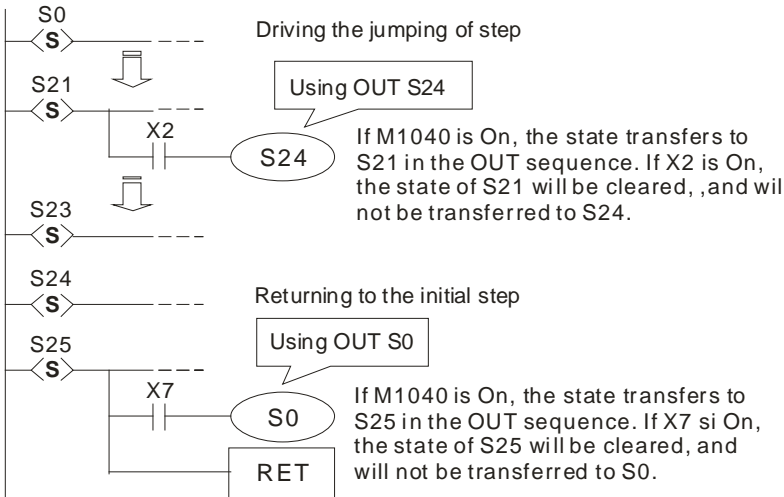 S0
S
Driving the jumping of step
S21
S
Using OUT S24
X2
S24
If M1040 is On, the state transfers to
S21 in the OUT sequence. If X2 is On,
the state of S21 will be cleared, ,and wil
not be transferred to S24.
S23
S
S24
S
Returning to the initial step
S25
S
Using OUT S0
X7
S0
If M1040 is On, the state transfers to
S25 in the OUT sequence. If X7 si On,
the state of S25 will be cleared, and
will not be transferred to S0.
RET